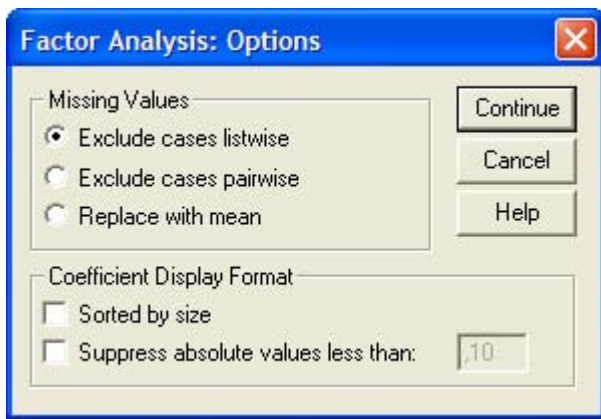 Factor Analysis: Options
Missing Values
Exclude cases listwise
Exclude cases pairwise
Replace with mean
Continue
Cancel
Help
Coefficient Display Format
Sorted by size
Suppress absolute values less than: ,10